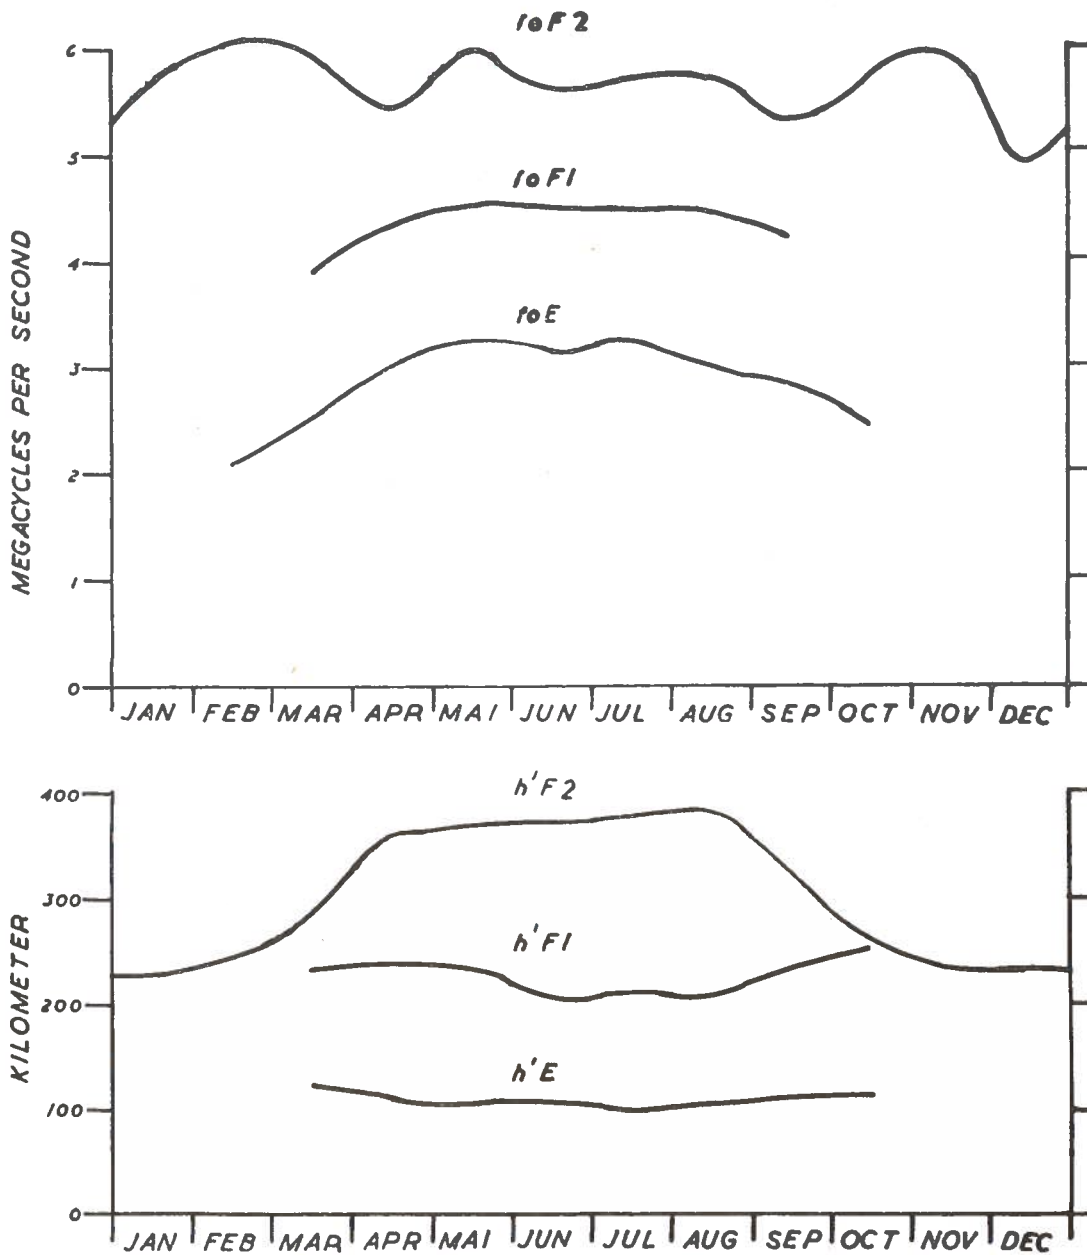 foF2
6
5
foF1
4
foE
3
2
1
0
MEGACYCLES PER SECOND
JAN FEB MAR APR MAI JUN JUL AUG SEP OCT NOV DEC
h'F2
400
300
h'F1
200
h'E
100
0
KILOMETER
JAN FEB MAR APR MAI JUN JUL AUG SEP OCT NOV DEC